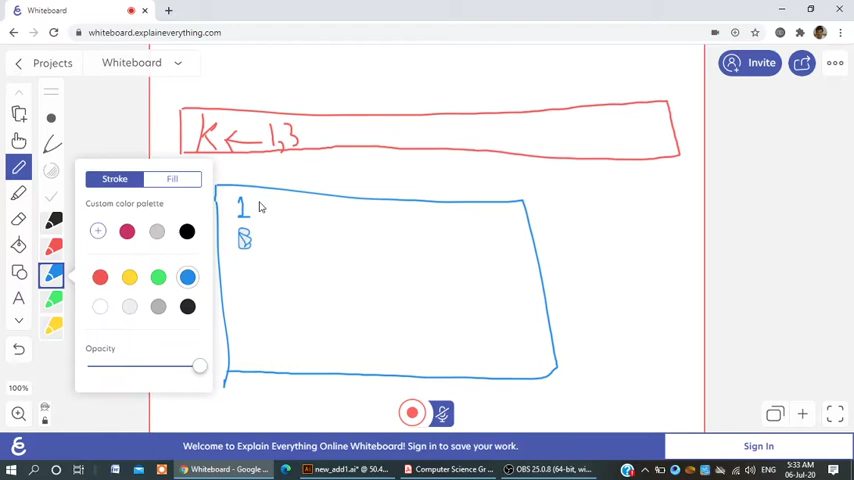 Whiteboard
whiteboard.explaineverything.com
Projects
Whiteboard
Invite
K ← 1,3
Stroke
Fill
Custom color palette
1
B
Opacity
100%
Welcome to Explain Everything Online Whiteboard! Sign in to save your work.
Sign In
Whiteboard - Google ...
new_add1.ai* @ 50.4...
Computer Science Gr ...
OBS 25.0.8 (64-bit, wi...
ENG
5:33 AM
06-Jul-20